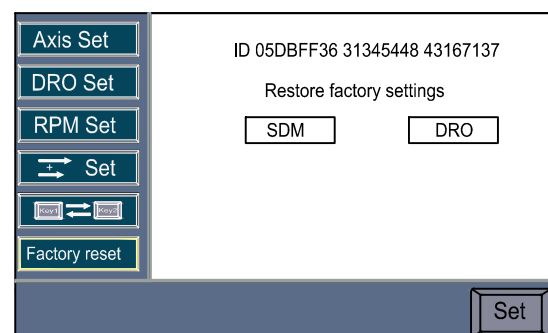 Axis Set
DRO Set
RPM Set
+ Set
Key1 Key2
Factory reset
ID 05DBFF36 31345448 43167137
Restore factory settings
SDM DRO
Set